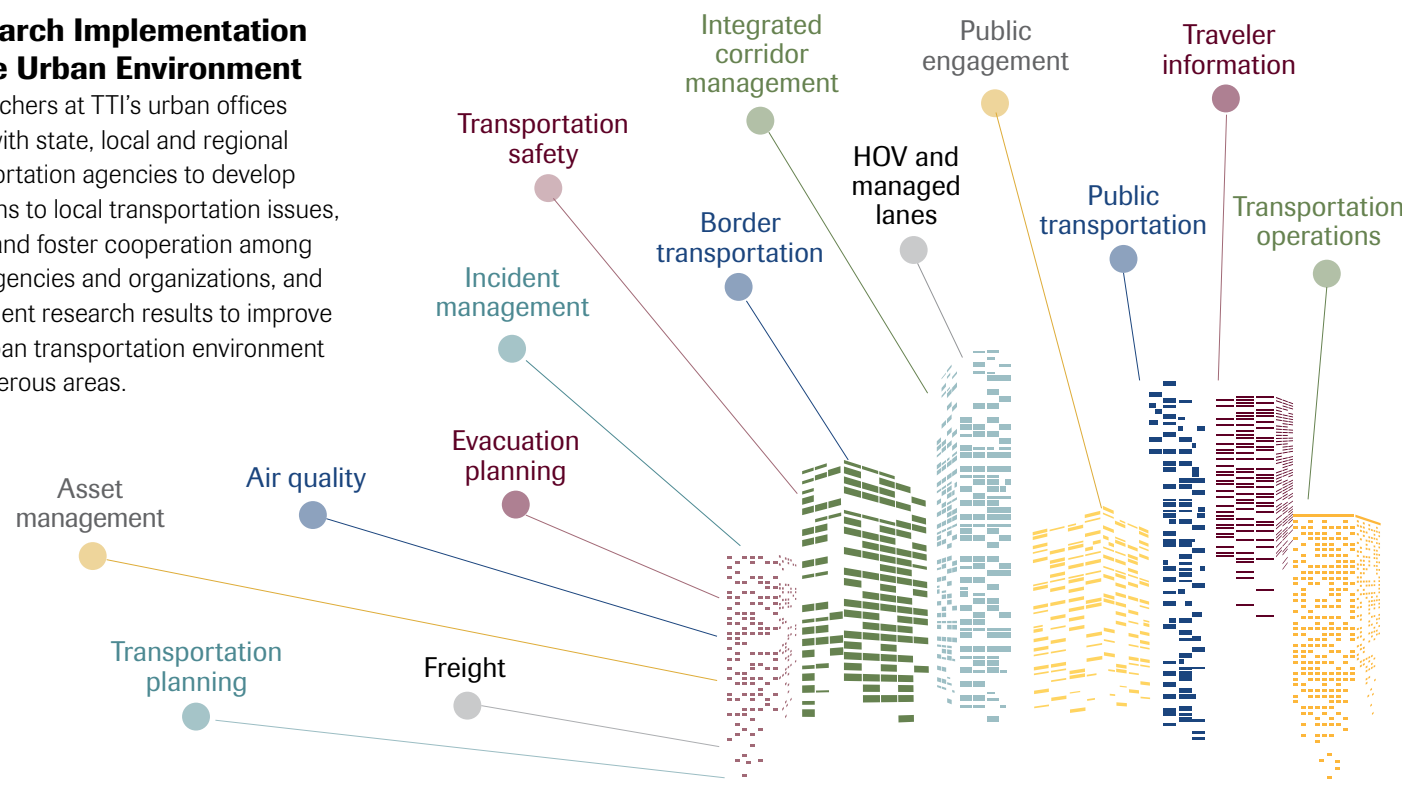 arch Implementation
e Urban Environment
chers at TTI’s urban offices
ith state, local and regional
ortation agencies to develop
ns to local transportation issues,
and foster cooperation among
gencies and organizations, and
ent research results to improve
ban transportation environment
erous areas.
Integrated
corridor
management
Public
engagement
Traveler
information
Transportation
safety
HOV and
managed
lanes
Public
transportation
Transportation
operations
Border
transportation
Incident
management
Evacuation
planning
Air quality
Asset
management
Transportation
planning
Freight